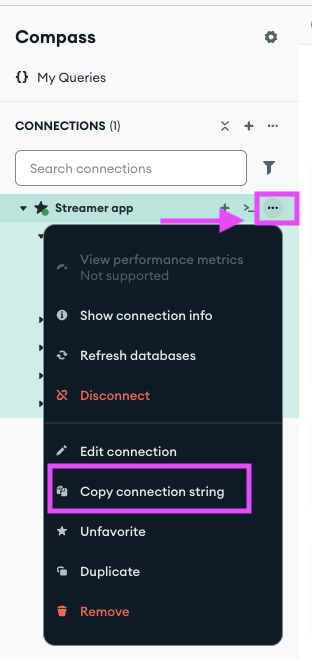 Compass
{} My Queries
CONNECTIONS (1)
Search connections
Streamer app
View performance metrics
Not supported
Show connection info
Refresh databases
Disconnect
Edit connection
Copy connection string
Unfavorite
Duplicate
Remove